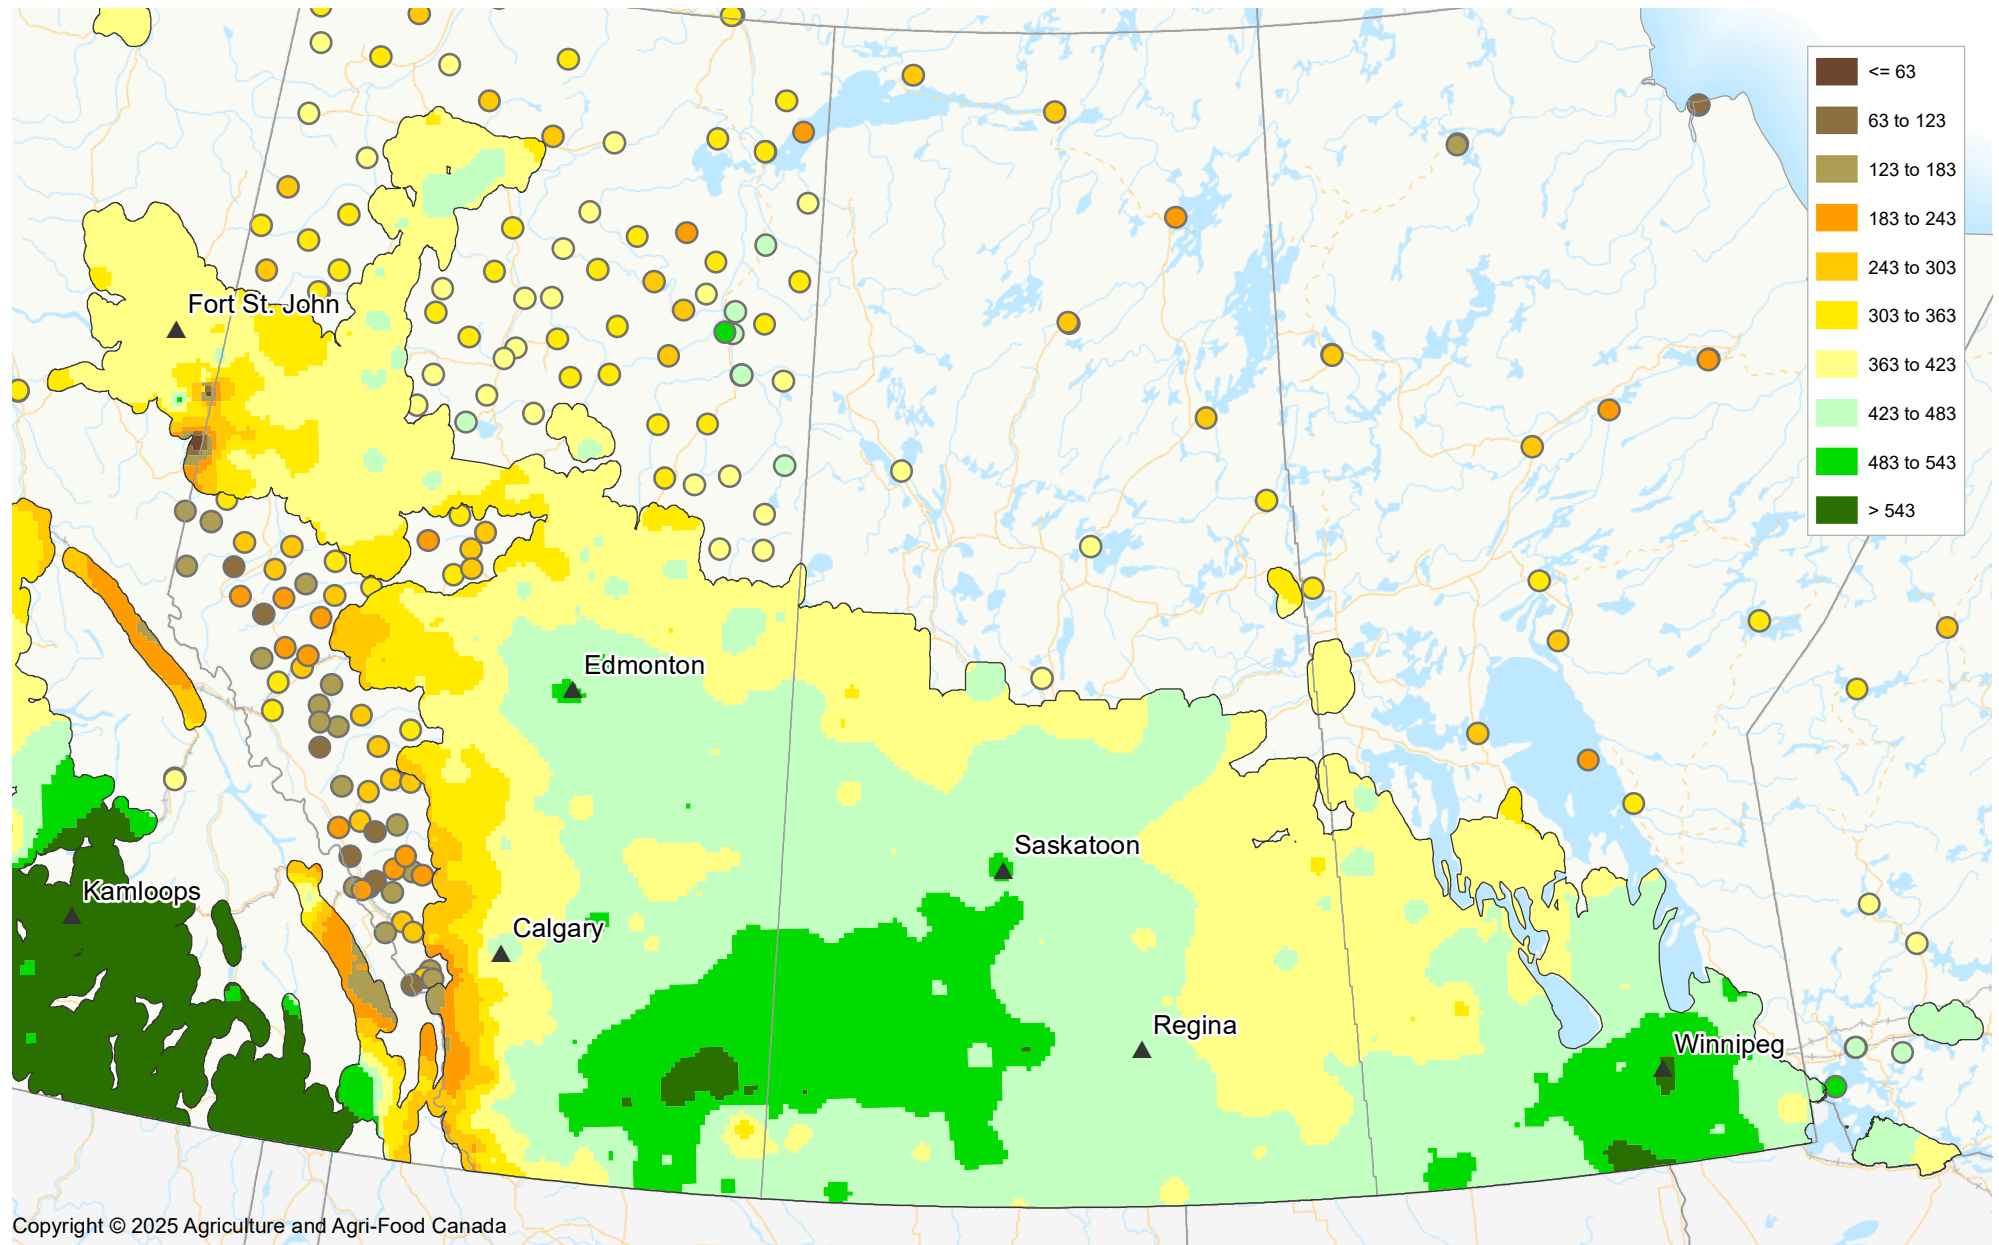 <= 63
63 to 123
123 to 183
183 to 243
243 to 303
303 to 363
363 to 423
423 to 483
483 to 543
> 543
Fort St. John
Edmonton
Saskatoon
Kamloops
Calgary
Regina
Winnipeg
Copyright © 2025 Agriculture and Agri-Food Canada